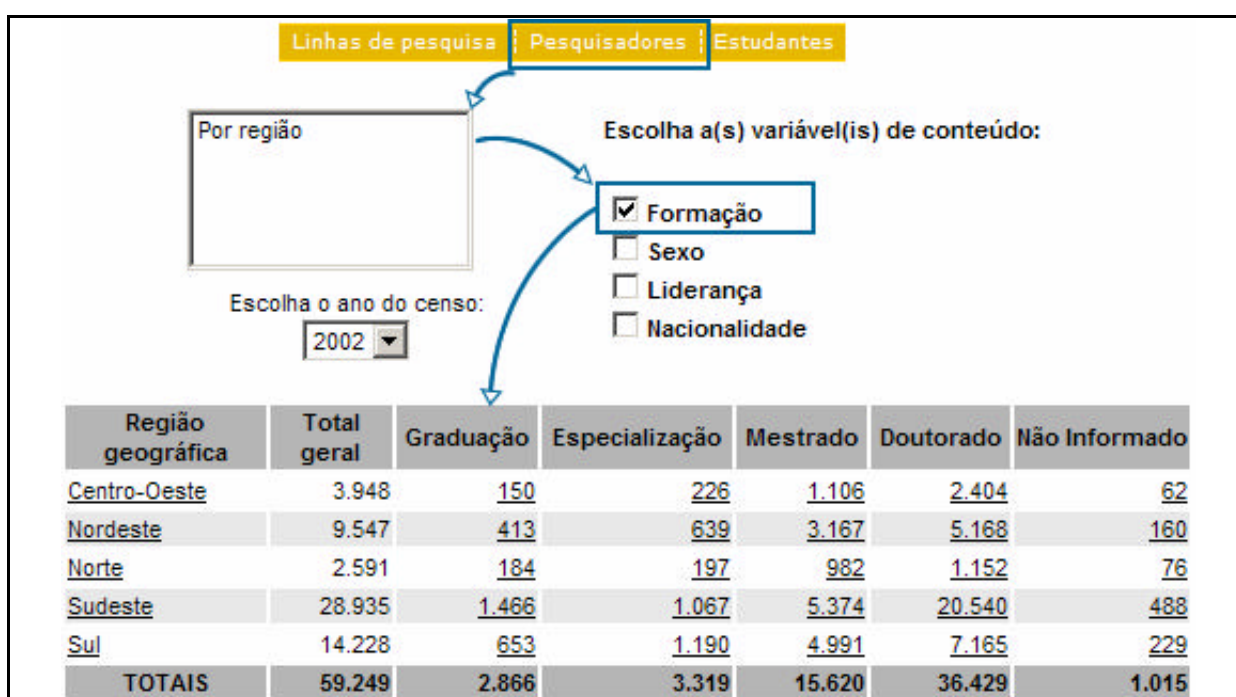 Linhas de pesquisa Pesquisadores Estudantes
Por região
Escolha o ano do censo:
2002
Escolha a(s) variável(is) de conteúdo:
Formação
Sexo
Liderança
Nacionalidade
Região geográfica Total geral Graduação Especialização Mestrado Doutorado Não Informado
Centro-Oeste 3.948 150 226 1.106 2.404 62
Nordeste 9.547 413 639 3.167 5.168 160
Norte 2.591 184 197 982 1.152 76
Sudeste 28.935 1.466 1.067 5.374 20.540 488
Sul 14.228 653 1.190 4.991 7.165 229
TOTAIS 59.249 2.866 3.319 15.620 36.429 1.015